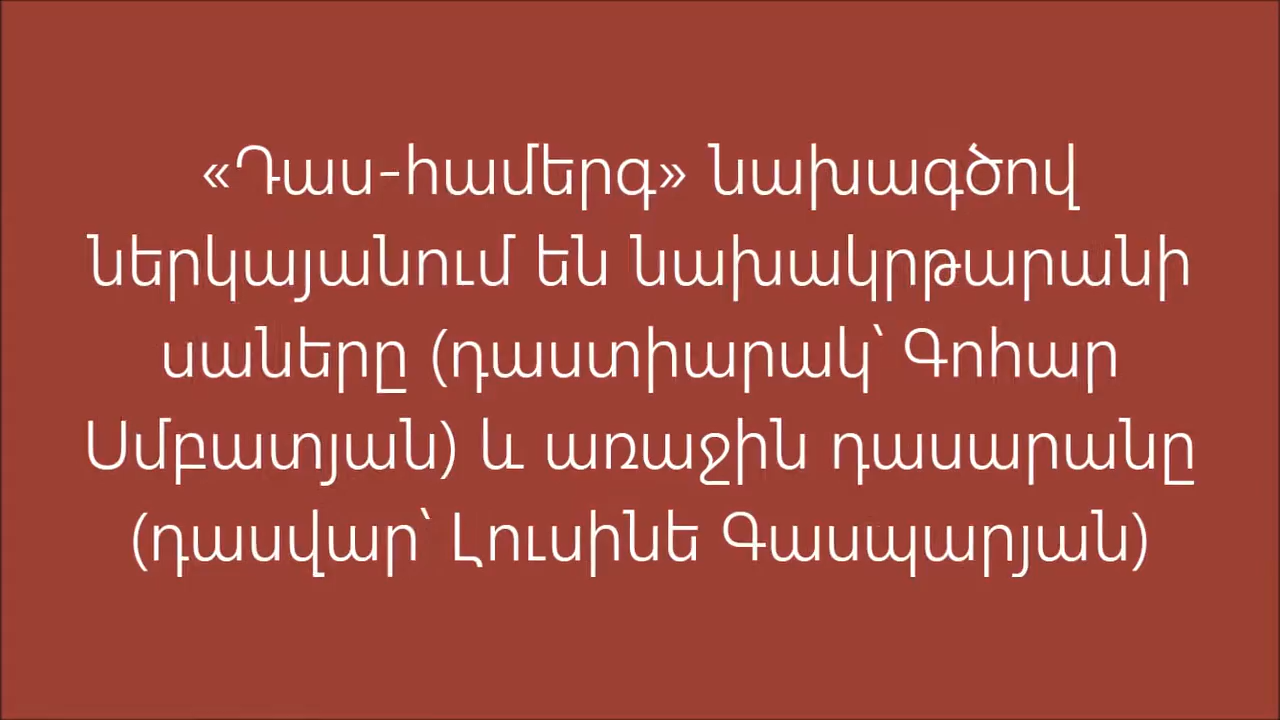 «Դաս-համերգ» նախագծով
ներկայանում են նախակրթարանի
սաները (դաստիարակ՝ Գոհար
Սմբատյան) և առաջին դասարանը
(դասվար՝ Լուսինե Գասպարյան)